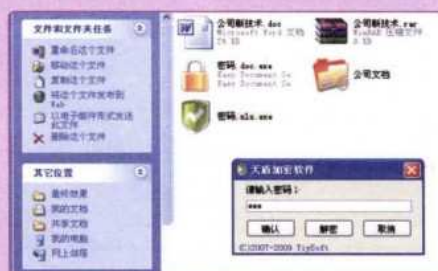 文件和文件夹任务
重命名这个文件
移动这个文件
复制这个文件
将这个文件发布到
Web
以电子邮件形式发送
此文件
删除这个文件
其它位置
我的文档
共享文档
我的电脑
网上邻居
公司新技术.doc
Microsoft Word 文档
公司新技术.rar
WinRAR 压缩文件
密码.doc.exe
Easy Document Se
公司文档
密码.xls.exe
天盾加密软件
请输入密码:
***
确认
解密
取消
(C)2007-2009 TipSoft